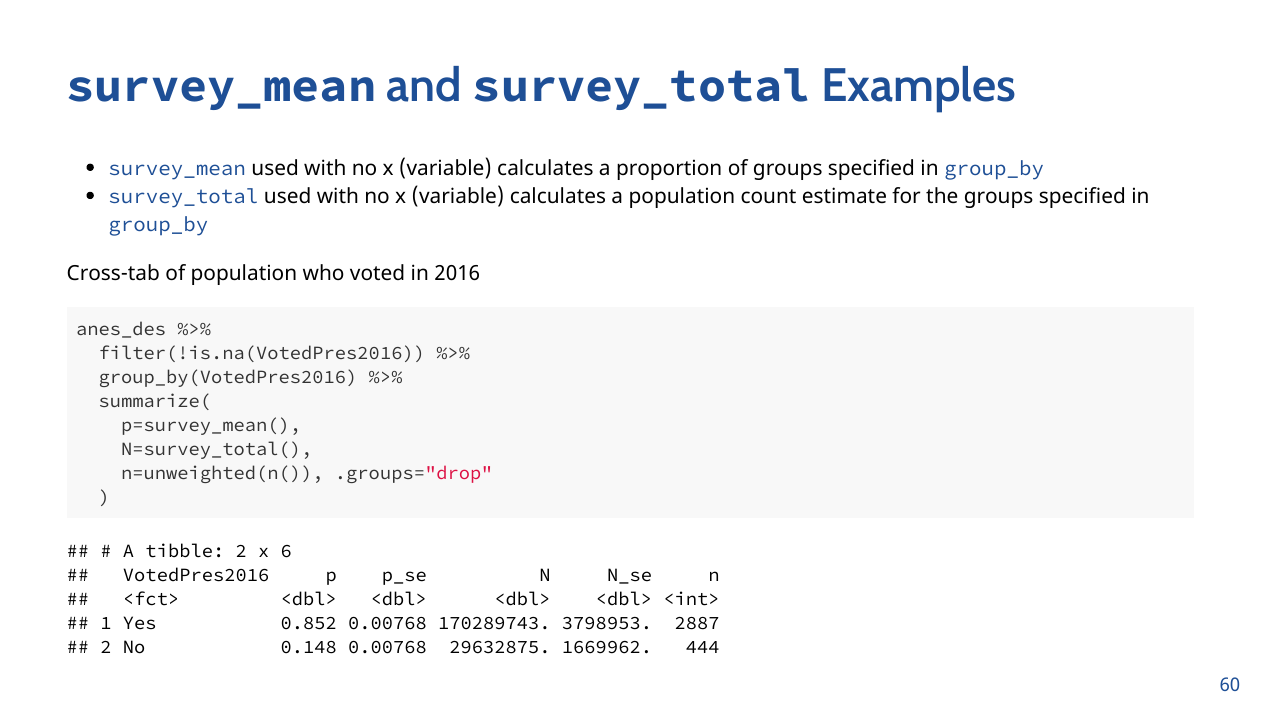 survey_mean and survey_total Examples
• survey_mean used with no x (variable) calculates a proportion of groups specified in group_by
• survey_total used with no x (variable) calculates a population count estimate for the groups specified in
group_by
Cross-tab of population who voted in 2016
anes_des %>%
  filter(!is.na(VotedPres2016)) %>%
  group_by(VotedPres2016) %>%
  summarize(
    p=survey_mean(),
    N=survey_total(),
    n=unweighted(n()), .groups="drop"
  )
## # A tibble: 2 x 6
##   VotedPres2016     p    p_se          N     N_se     n
##   <fct>         <dbl>   <dbl>      <dbl>    <dbl> <int>
## 1 Yes           0.852 0.00768 170289743. 3798953.  2887
## 2 No            0.148 0.00768  29632875. 1669962.   444
60